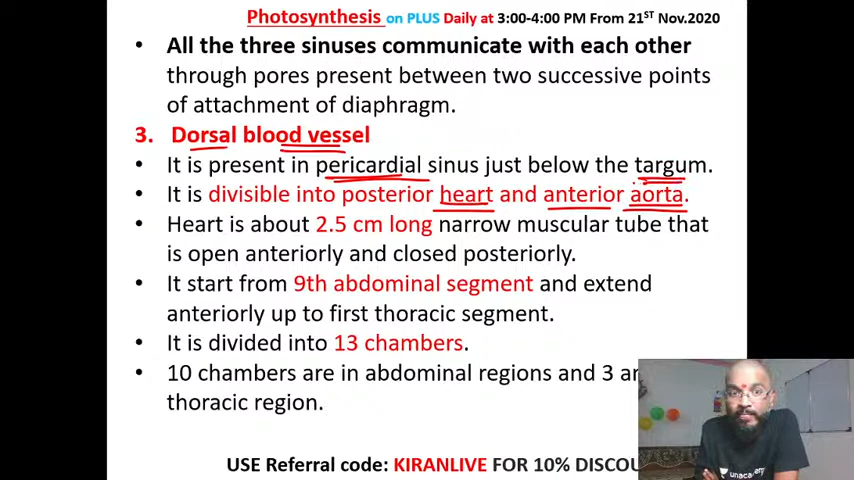 Photosynthesis on PLUS Daily at 3:00-4:00 PM From 21ST Nov.2020
• All the three sinuses communicate with each other
through pores present between two successive points
of attachment of diaphragm.
3. Dorsal blood vessel
• It is present in pericardial sinus just below the targum.
• It is divisible into posterior heart and anterior aorta.
• Heart is about 2.5 cm long narrow muscular tube that
is open anteriorly and closed posteriorly.
• It start from 9th abdominal segment and extend
anteriorly up to first thoracic segment.
• It is divided into 13 chambers.
• 10 chambers are in abdominal regions and 3 ar
thoracic region.
USE Referral code: KIRANLIVE FOR 10% DISCOU
unacademy